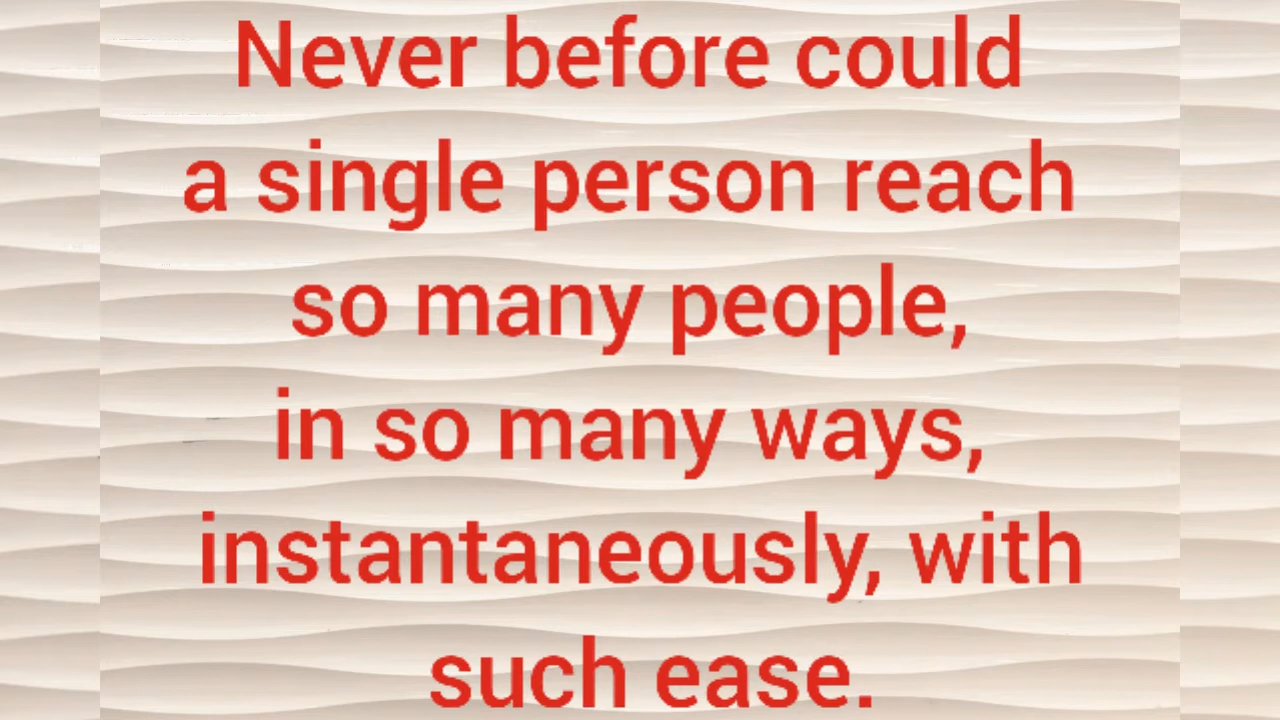 Never before could
a single person reach
so many people,
in so many ways,
instantaneously, with
such ease.